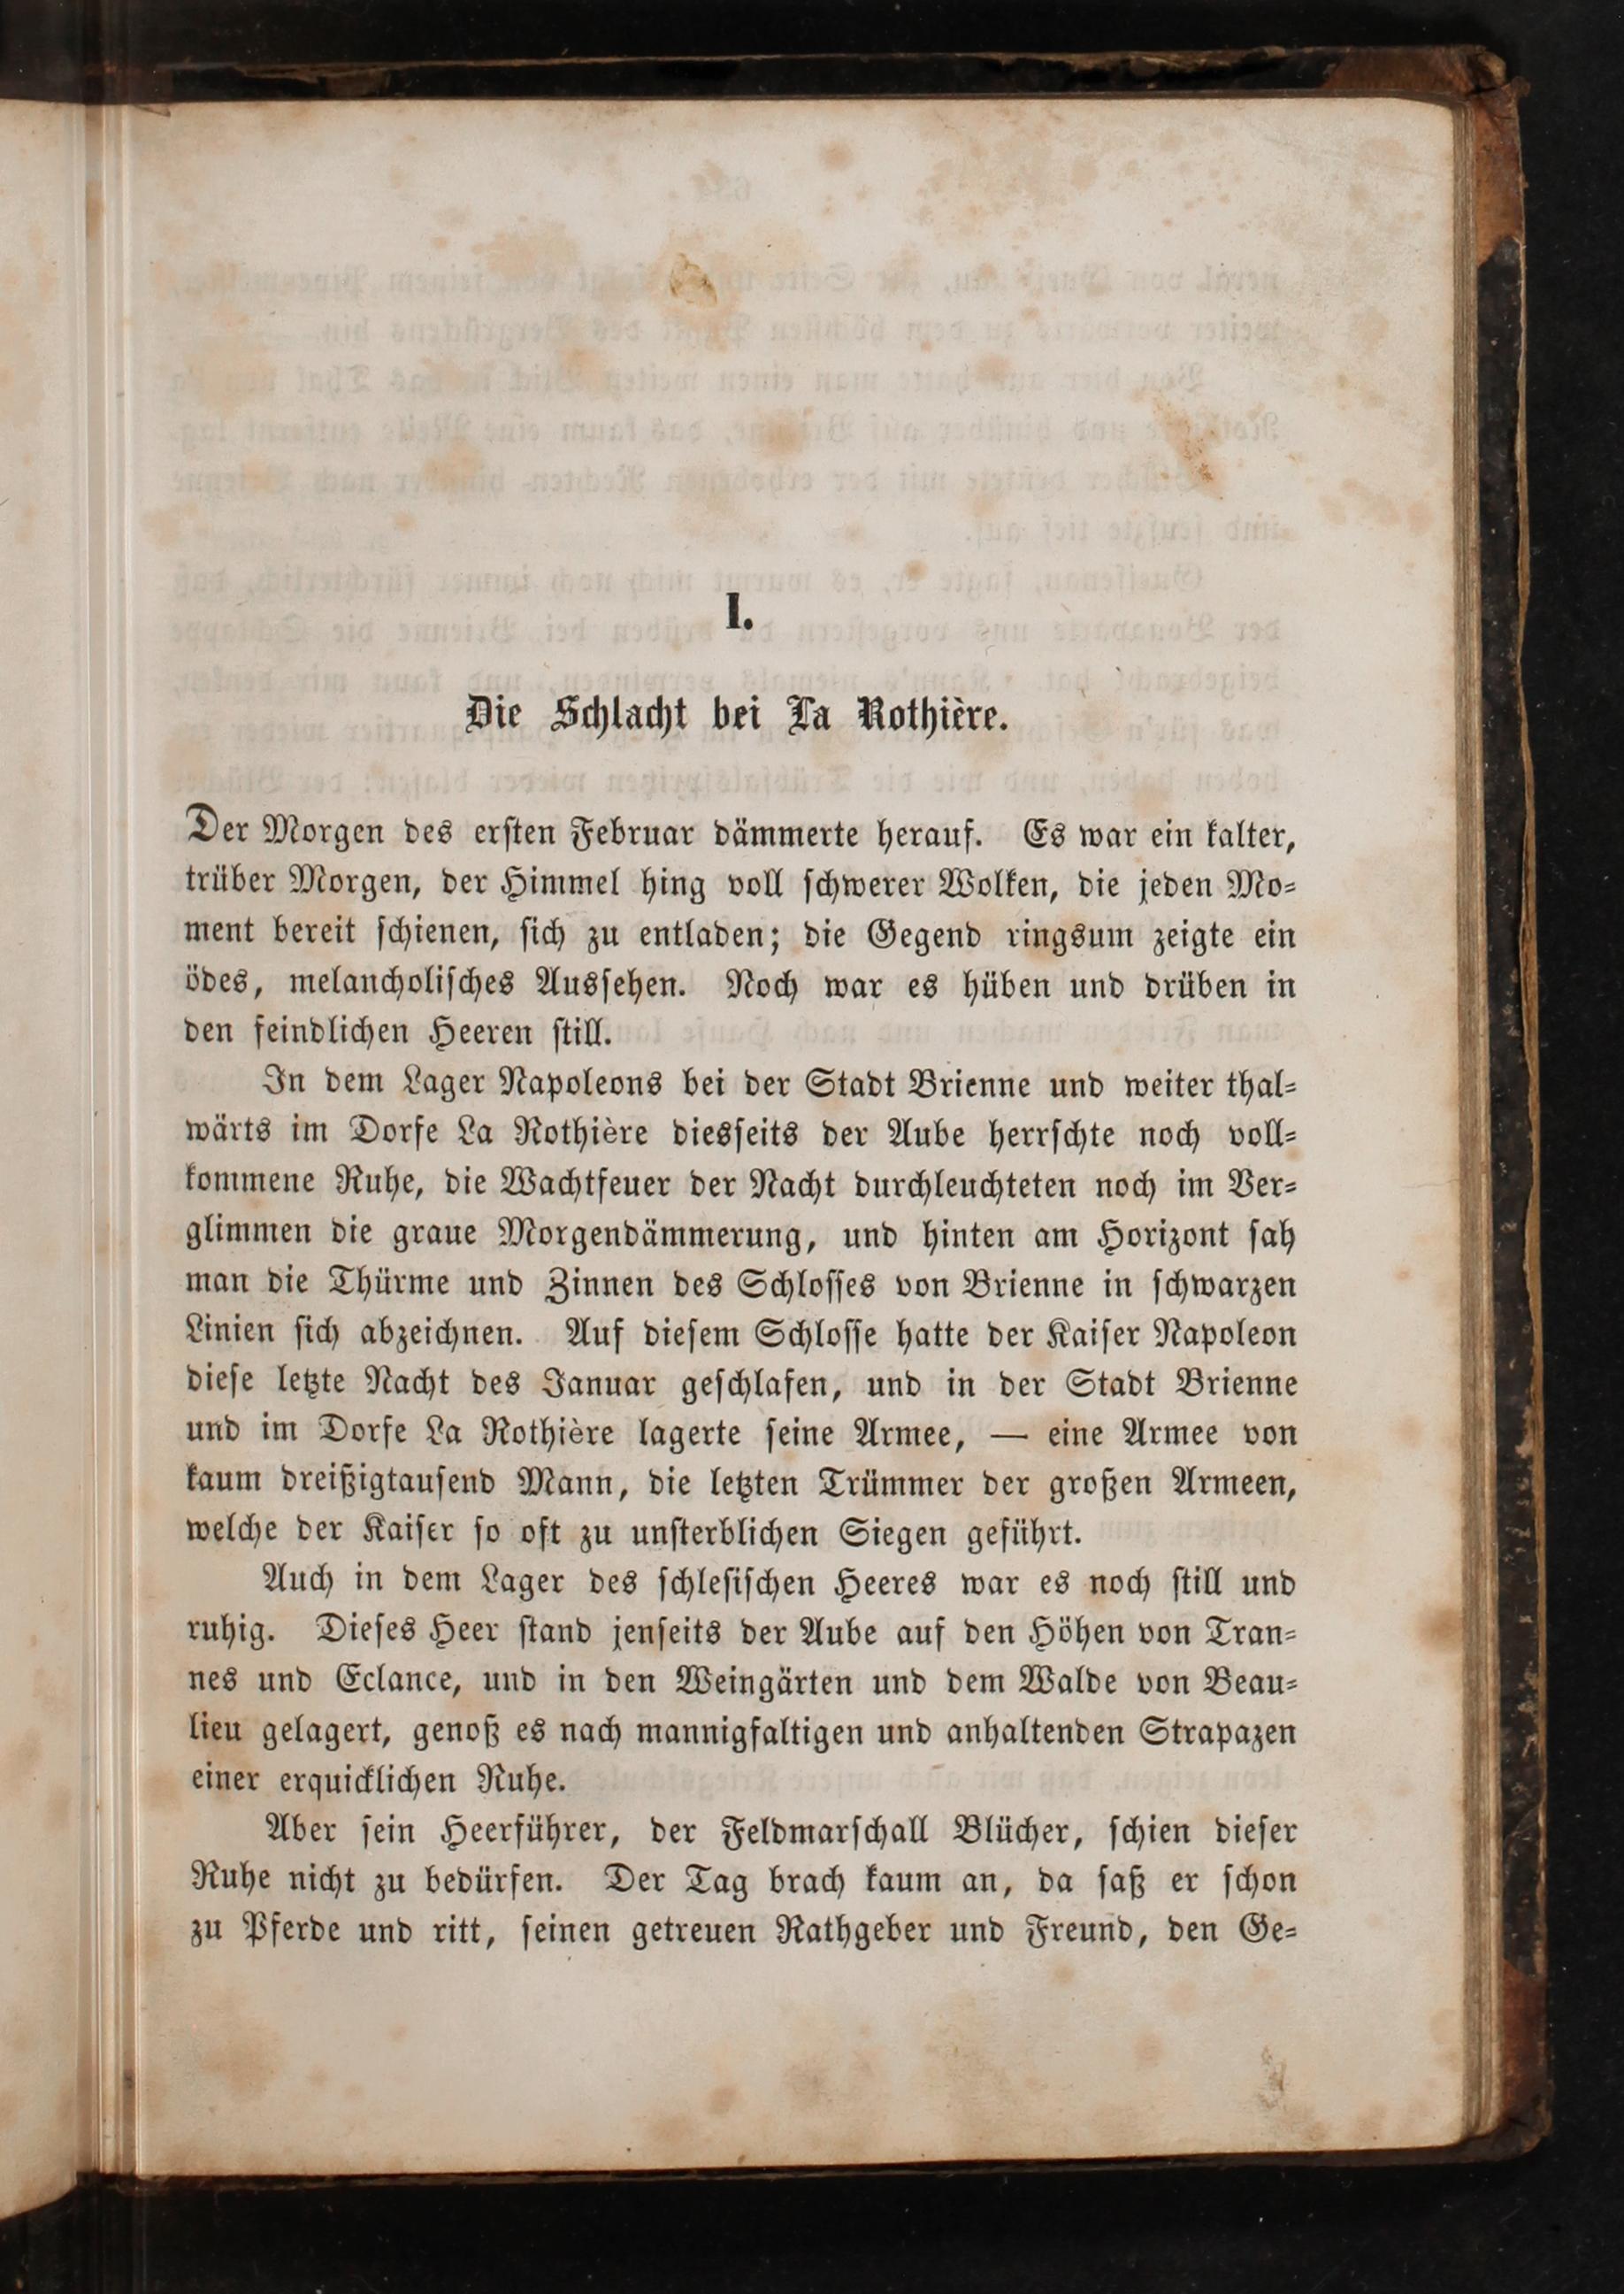 I.
Die Schlacht bei La Rothière.
Der Morgen des ersten Februar dämmerte herauf. Es war ein kalter,
trüber Morgen, der Himmel hing voll schwerer Wolken, die jeden Mo-
ment bereit schienen, sich zu entladen; die Gegend ringsum zeigte ein
ödes, melancholisches Aussehen. Noch war es hüben und drüben in
den feindlichen Heeren still.
In dem Lager Napoleons bei der Stadt Brienne und weiter thal-
wärts im Dorfe La Rothière diesseits der Aube herrschte noch voll-
kommene Ruhe, die Wachtfeuer der Nacht durchleuchteten noch im Ver-
glimmen die graue Morgendämmerung, und hinten am Horizont sah
man die Thürme und Zinnen des Schlosses von Brienne in schwarzen
Linien sich abzeichnen. Auf diesem Schlosse hatte der Kaiser Napoleon
diese letzte Nacht des Januar geschlafen, und in der Stadt Brienne
und im Dorfe La Rothière lagerte seine Armee, — eine Armee von
kaum dreißigtausend Mann, die letzten Trümmer der großen Armeen,
welche der Kaiser so oft zu unsterblichen Siegen geführt.
Auch in dem Lager des schlesischen Heeres war es noch still und
ruhig. Dieses Heer stand jenseits der Aube auf den Höhen von Tran-
nes und Eclance, und in den Weingärten und dem Walde von Beau-
lieu gelagert, genoß es nach mannigfaltigen und anhaltenden Strapazen
einer erquicklichen Ruhe.
Aber sein Heerführer, der Feldmarschall Blücher, schien dieser
Ruhe nicht zu bedürfen. Der Tag brach kaum an, da saß er schon
zu Pferde und ritt, seinen getreuen Rathgeber und Freund, den Ge-